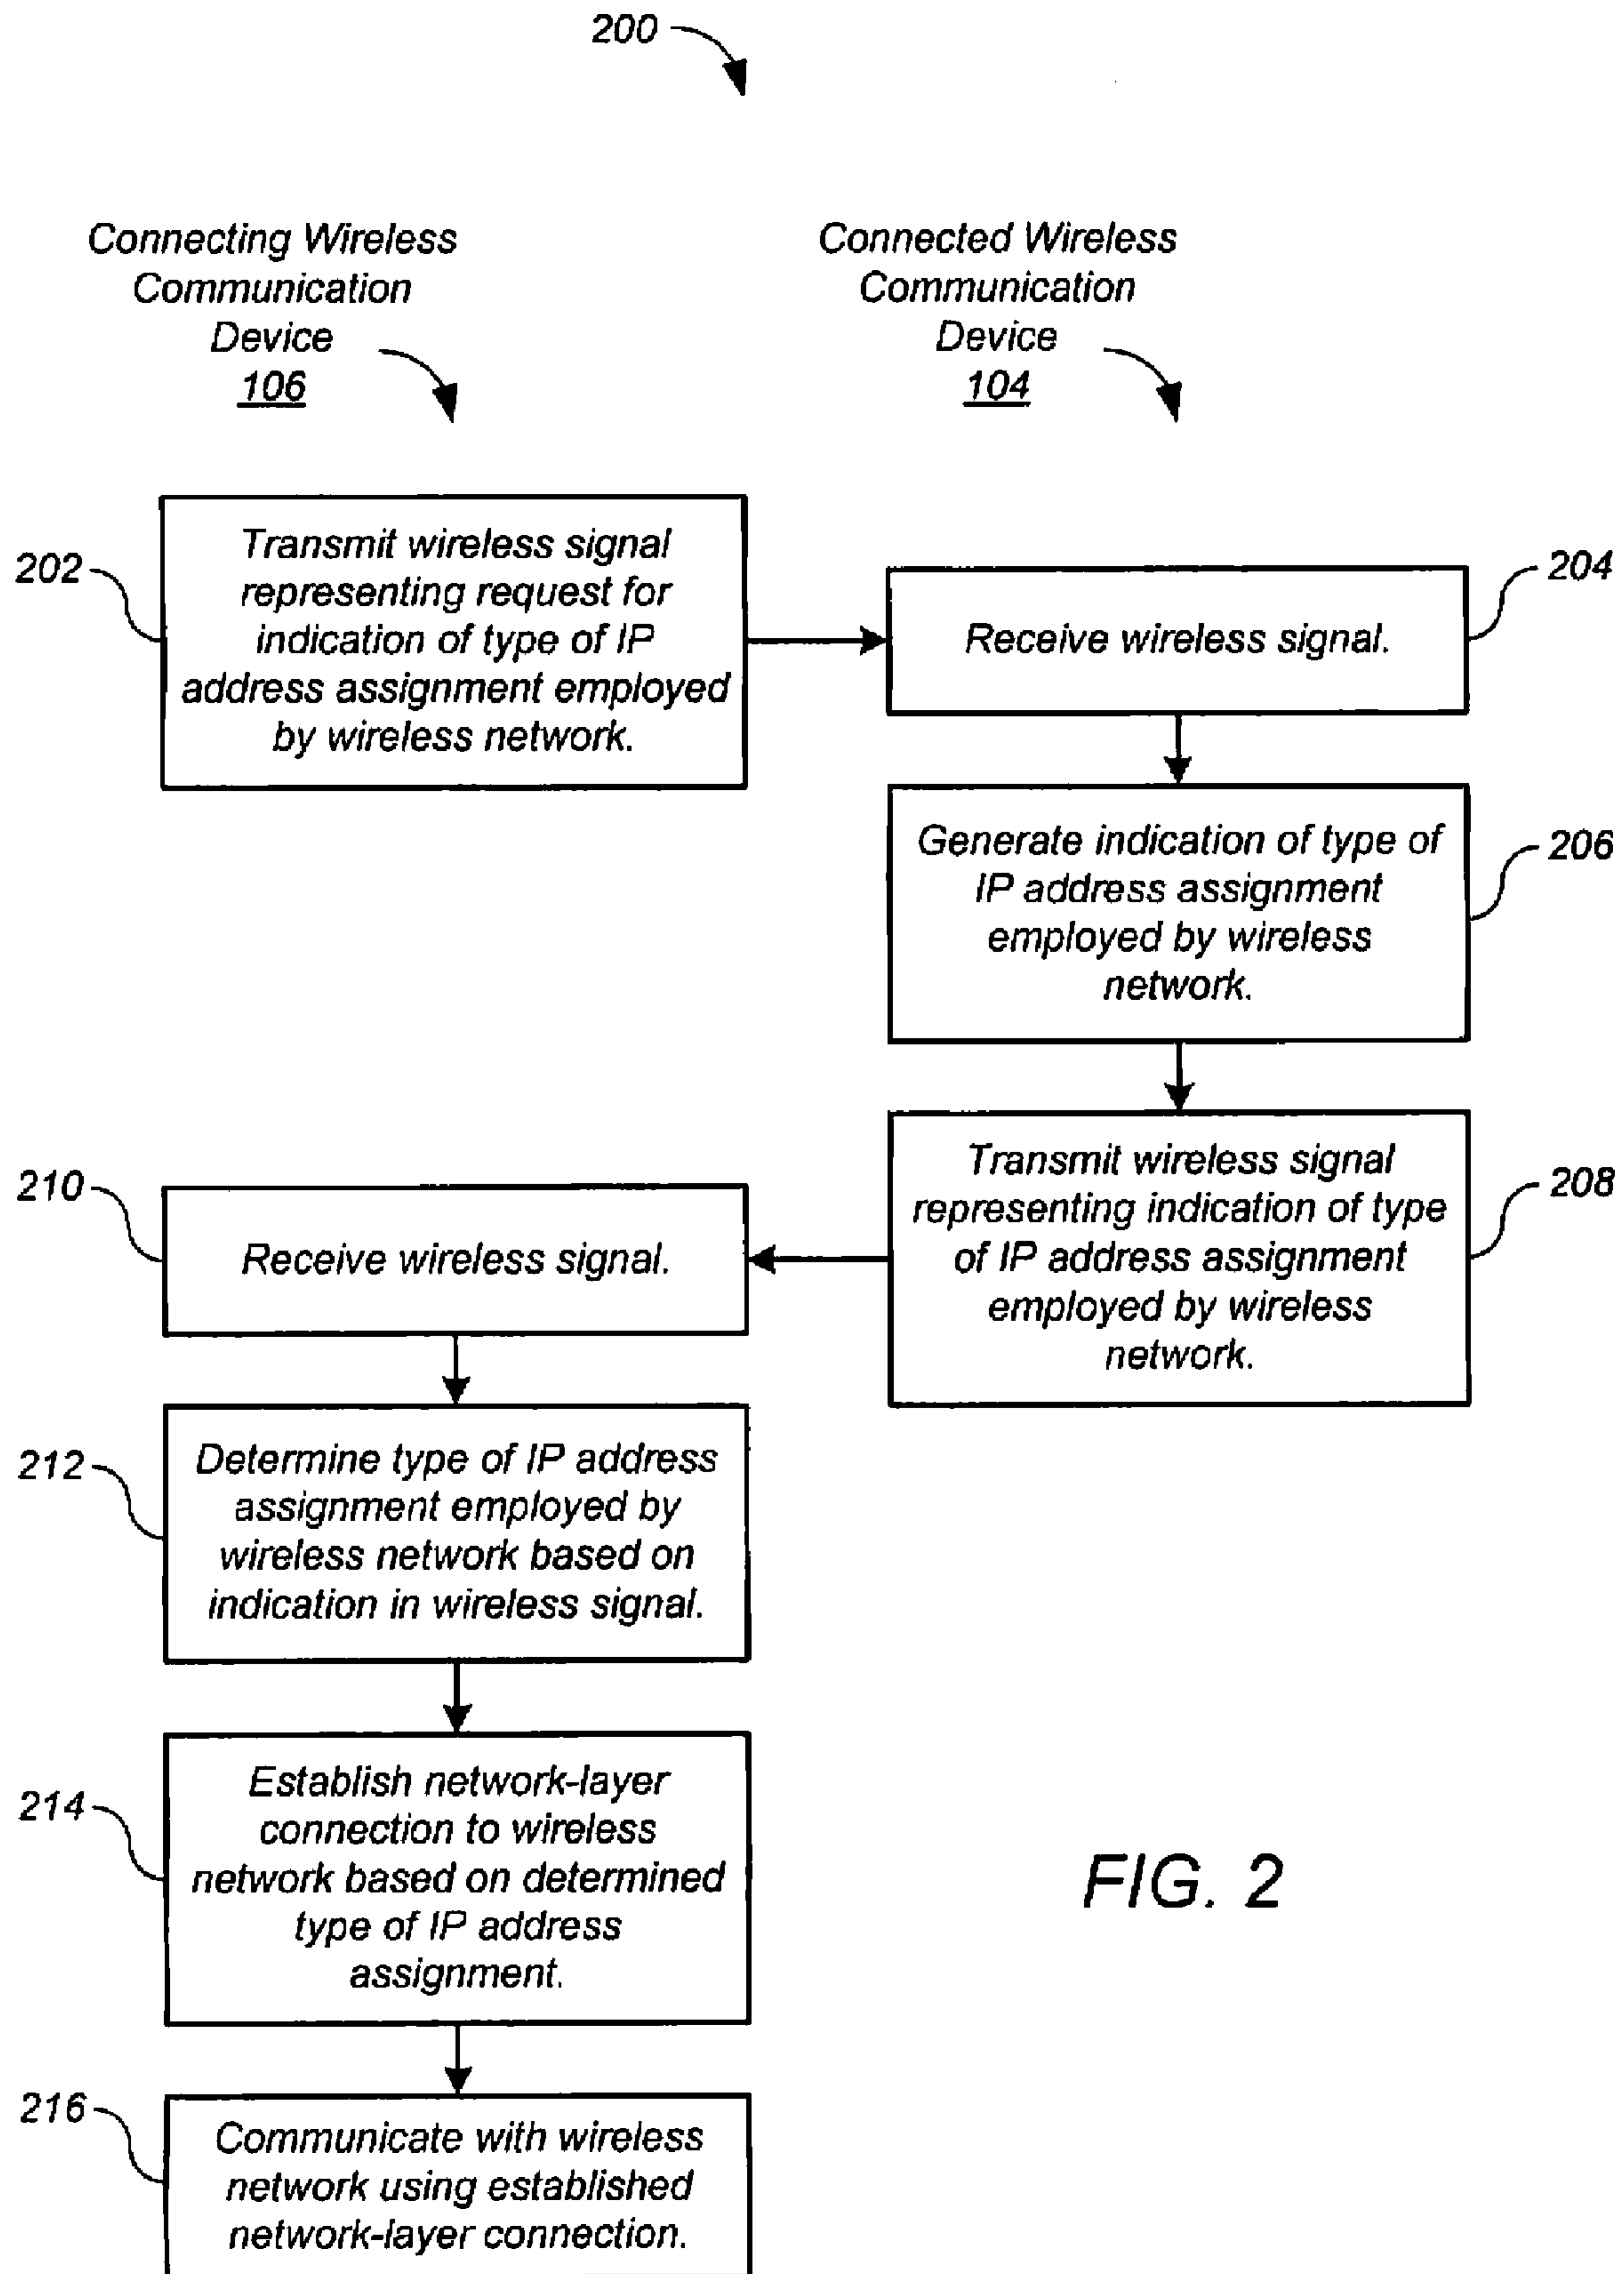 200
Connecting Wireless
Communication
Device
106
Connected Wireless
Communication
Device
104
202
Transmit wireless signal
representing request for
indication of type of IP
address assignment employed
by wireless network.
204
Receive wireless signal.
206
Generate indication of type of
IP address assignment
employed by wireless
network.
208
Transmit wireless signal
representing indication of type
of IP address assignment
employed by wireless
network.
210
Receive wireless signal.
212
Determine type of IP address
assignment employed by
wireless network based on
indication in wireless signal.
214
Establish network-layer
connection to wireless
network based on determined
type of IP address
assignment.
216
Communicate with wireless
network using established
network-layer connection.
FIG. 2